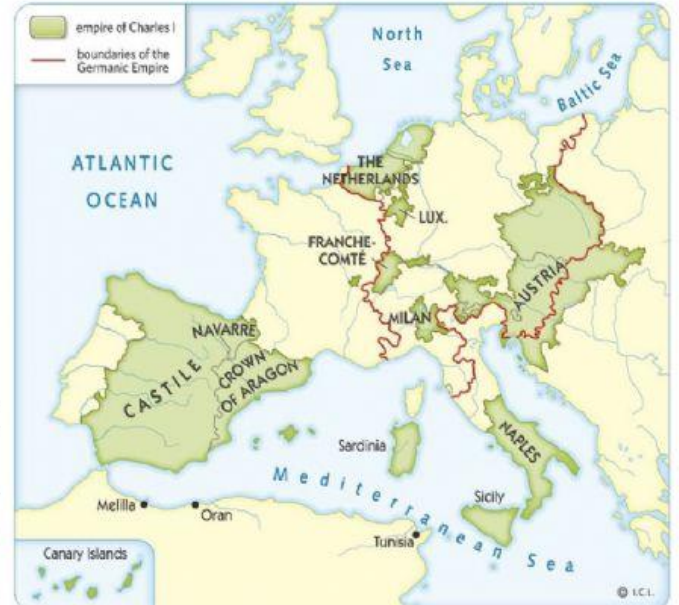 empire of Charles I
boundaries of the
Germanic Empire
North
Sea
Baltic Sea
ATLANTIC
OCEAN
THE
NETHERLANDS
LUX.
FRANCHE-
COMTÉ
AUSTRIA
MILAN
NAVARRE
CASTILE
CROWN
OF ARAGON
NAPLES
Sardinia
Mediterranean Sea
Sicily
Melilla
Oran
Tunisia
Canary Islands
© I.C.L.